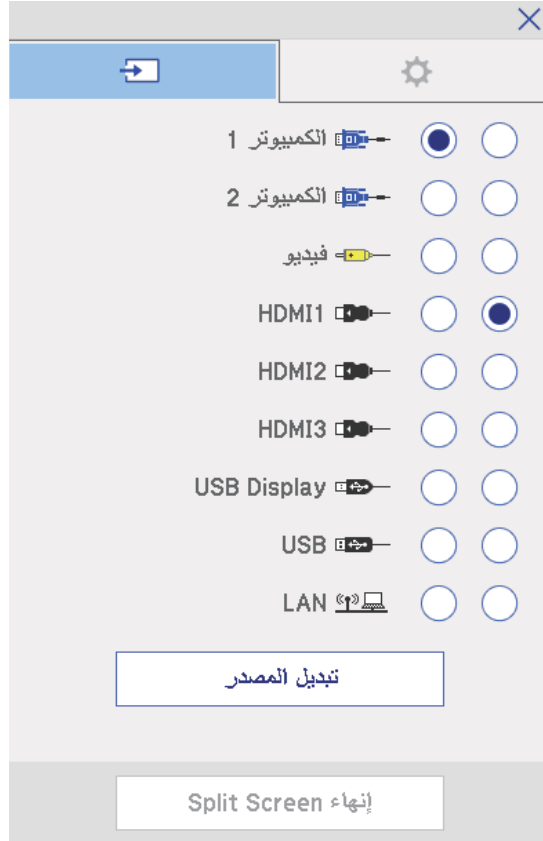 الكمبيوتر 1
الكمبيوتر 2
فيديو
HDMI1
HDMI2
HDMI3
USB Display
USB
LAN
تبديل المصدر
إنهاء Split Screen